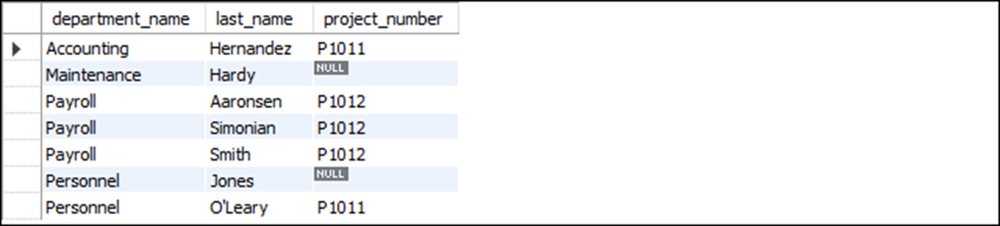 department_name last_name project_number
Accounting Hernandez P1011
Maintenance Hardy NULL
Payroll Aaronsen P1012
Payroll Simonian P1012
Payroll Smith P1012
Personnel Jones NULL
Personnel O'Leary P1011